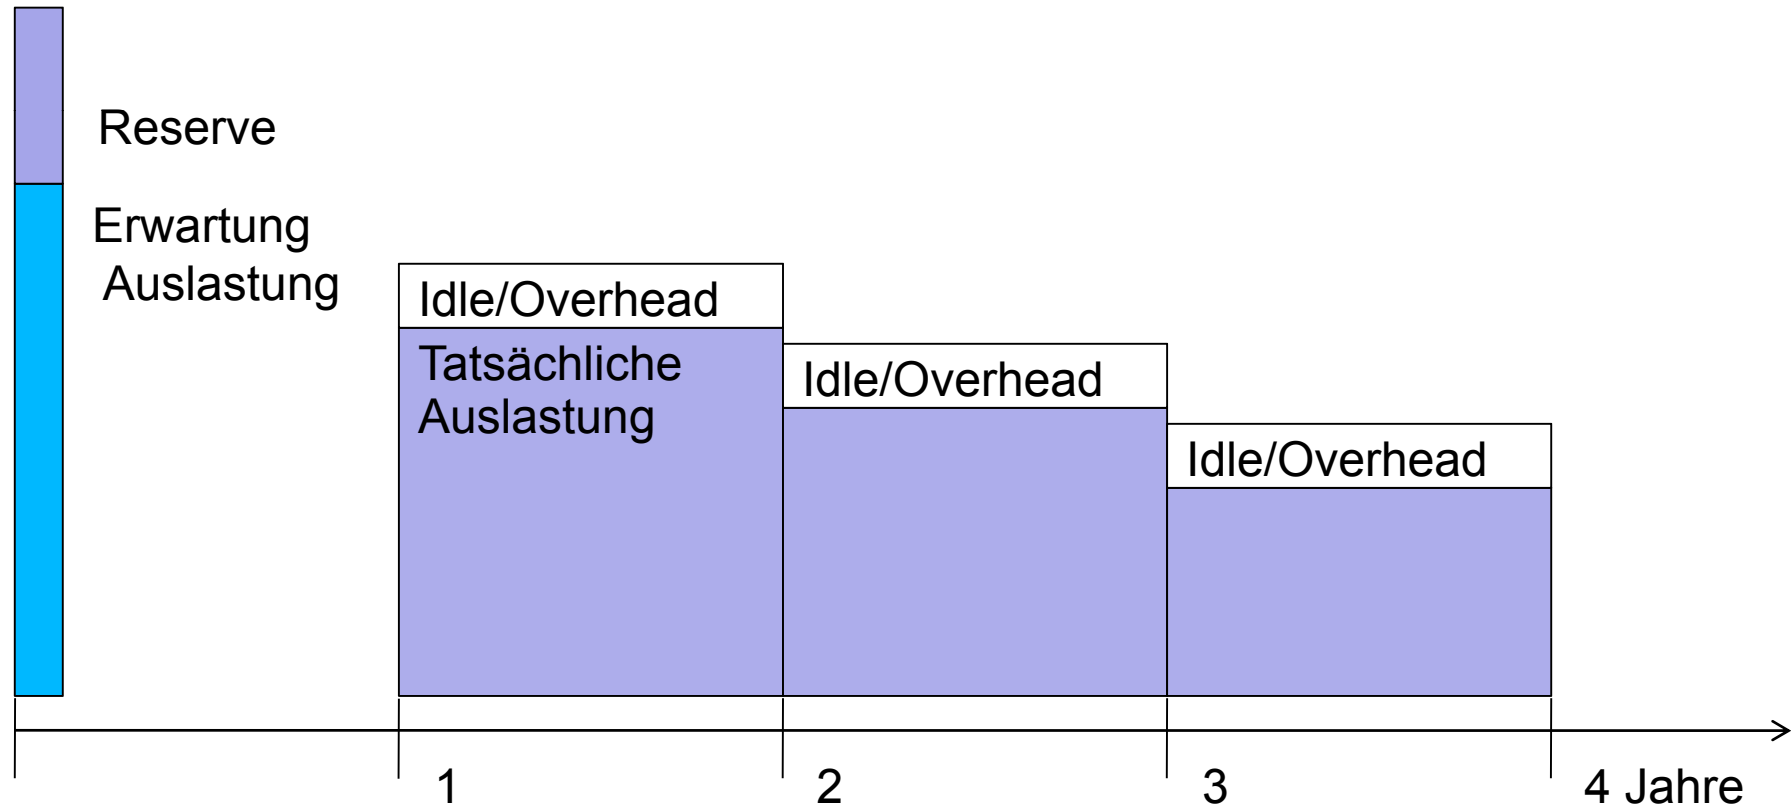 Reserve
Erwartung
Auslastung
Idle/Overhead
Tatsächliche
Auslastung
Idle/Overhead
Idle/Overhead
1
2
3
4 Jahre